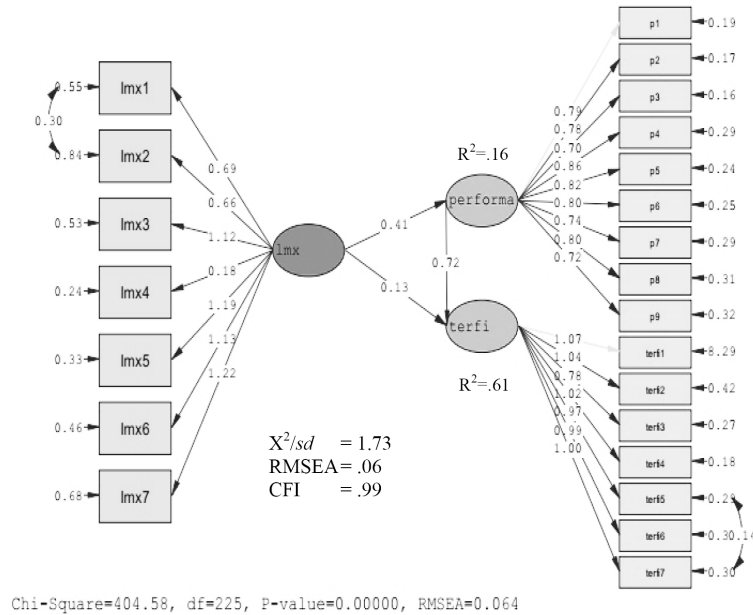 p1
0.19
p2
0.17
p3
0.16
p4
0.29
p5
0.24
p6
0.25
p7
0.29
p8
0.31
p9
0.32
terfi1
8.29
terfi2
0.42
terfi3
0.27
terfi4
0.18
terfi5
0.29
terfi6
0.30
0.14
terfi7
0.30
0.55
lmx1
0.30
0.84
lmx2
0.53
lmx3
0.24
lmx4
0.33
lmx5
0.46
lmx6
0.68
lmx7
0.69
0.66
1.12
0.18
1.19
1.13
1.22
lmx
0.41
0.13
R²=.16
performa
0.72
terfi
R²=.61
0.79
0.78
0.70
0.86
0.82
0.80
0.74
0.80
0.72
1.07
1.04
0.78
1.02
0.97
0.99
1.00
X²/sd = 1.73
RMSEA = .06
CFI = .99
Chi-Square=404.58, df=225, P-value=0.00000, RMSEA=0.064